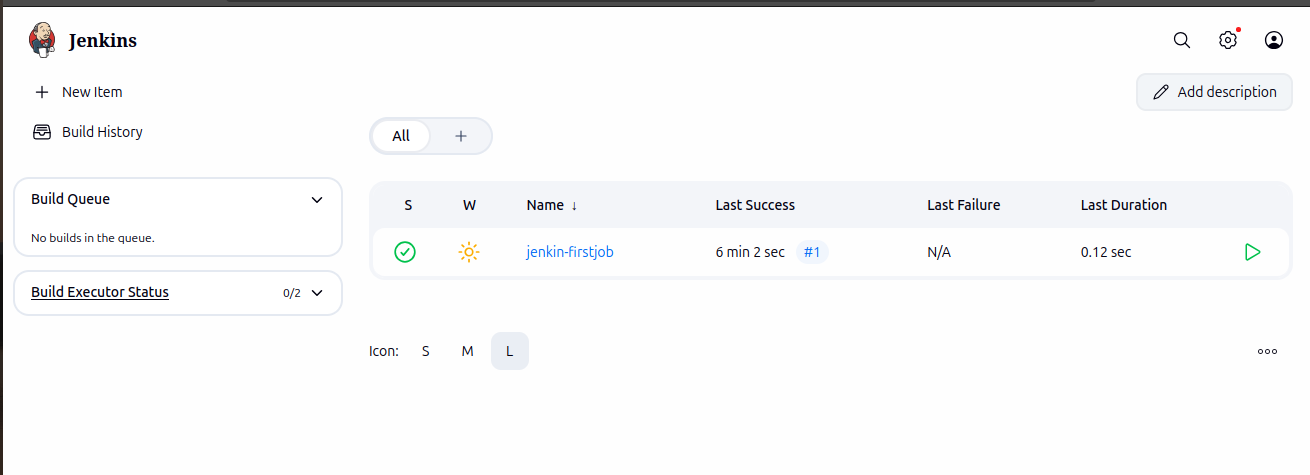 Jenkins
New Item
Build History
Add description
All
Build Queue
No builds in the queue.
Build Executor Status 0/2
S W Name ↓ Last Success Last Failure Last Duration
jenkin-firstjob 6 min 2 sec #1 N/A 0.12 sec
Icon: S M L